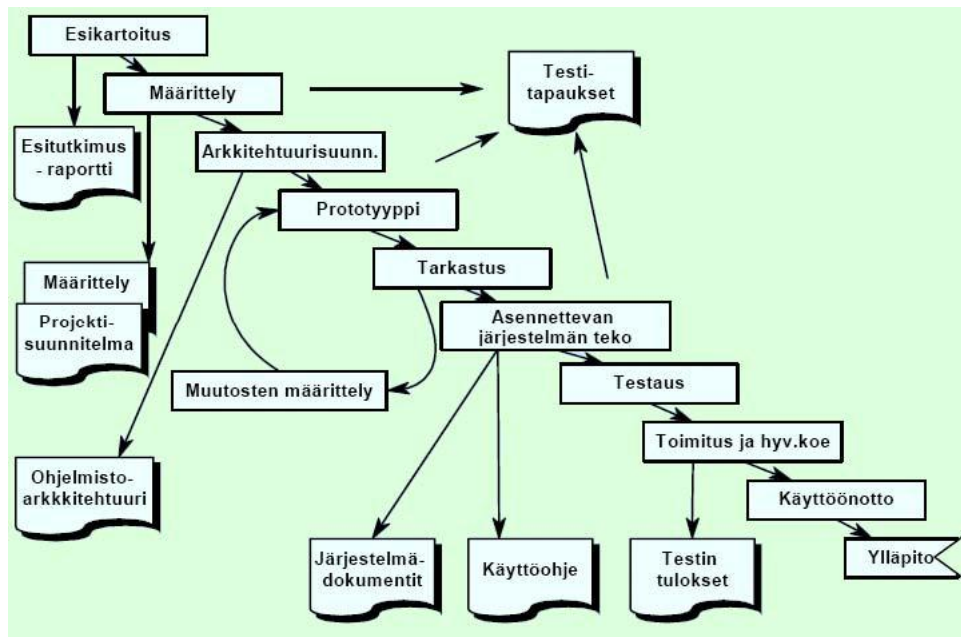 Esikartoitus
Määrittely
Testi-
tapaukset
Esitutkimus
- raportti
Arkkitehtuurisuunn.
Prototyyppi
Tarkastus
Määrittely
Projekti-
suunnitelma
Asennettevan
järjestelmän teko
Muutosten määrittely
Testaus
Toimitus ja hyv.koe
Ohjelmisto-
arkkkitehtuuri
Käyttöönotto
Järjestelmä-
dokumentit
Käyttöohje
Testin
tulokset
Ylläpito